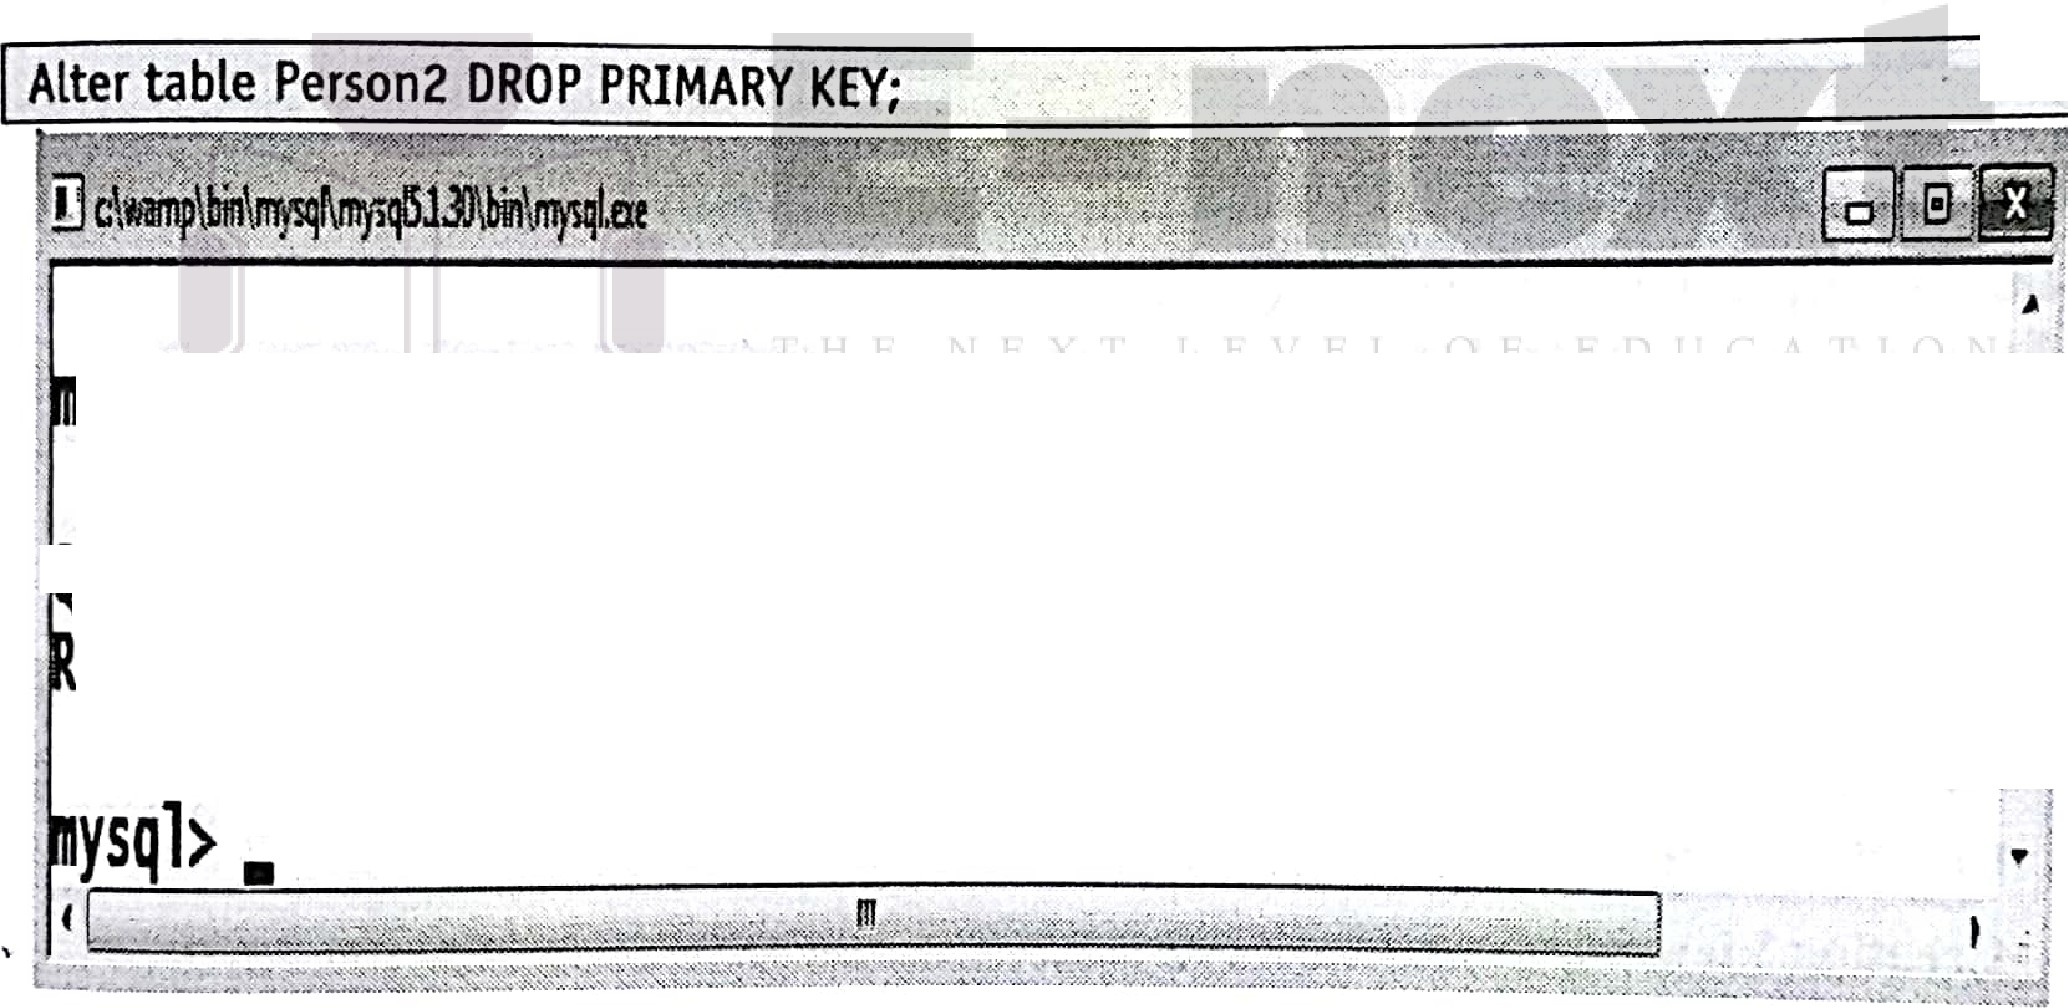 Alter table Person2 DROP PRIMARY KEY;
c:\wamp\bin\mysql\mysql5.1.30\bin\mysql.exe
E-next
THE NEXT LEVEL OF EDUCATION
m
R
mysql>